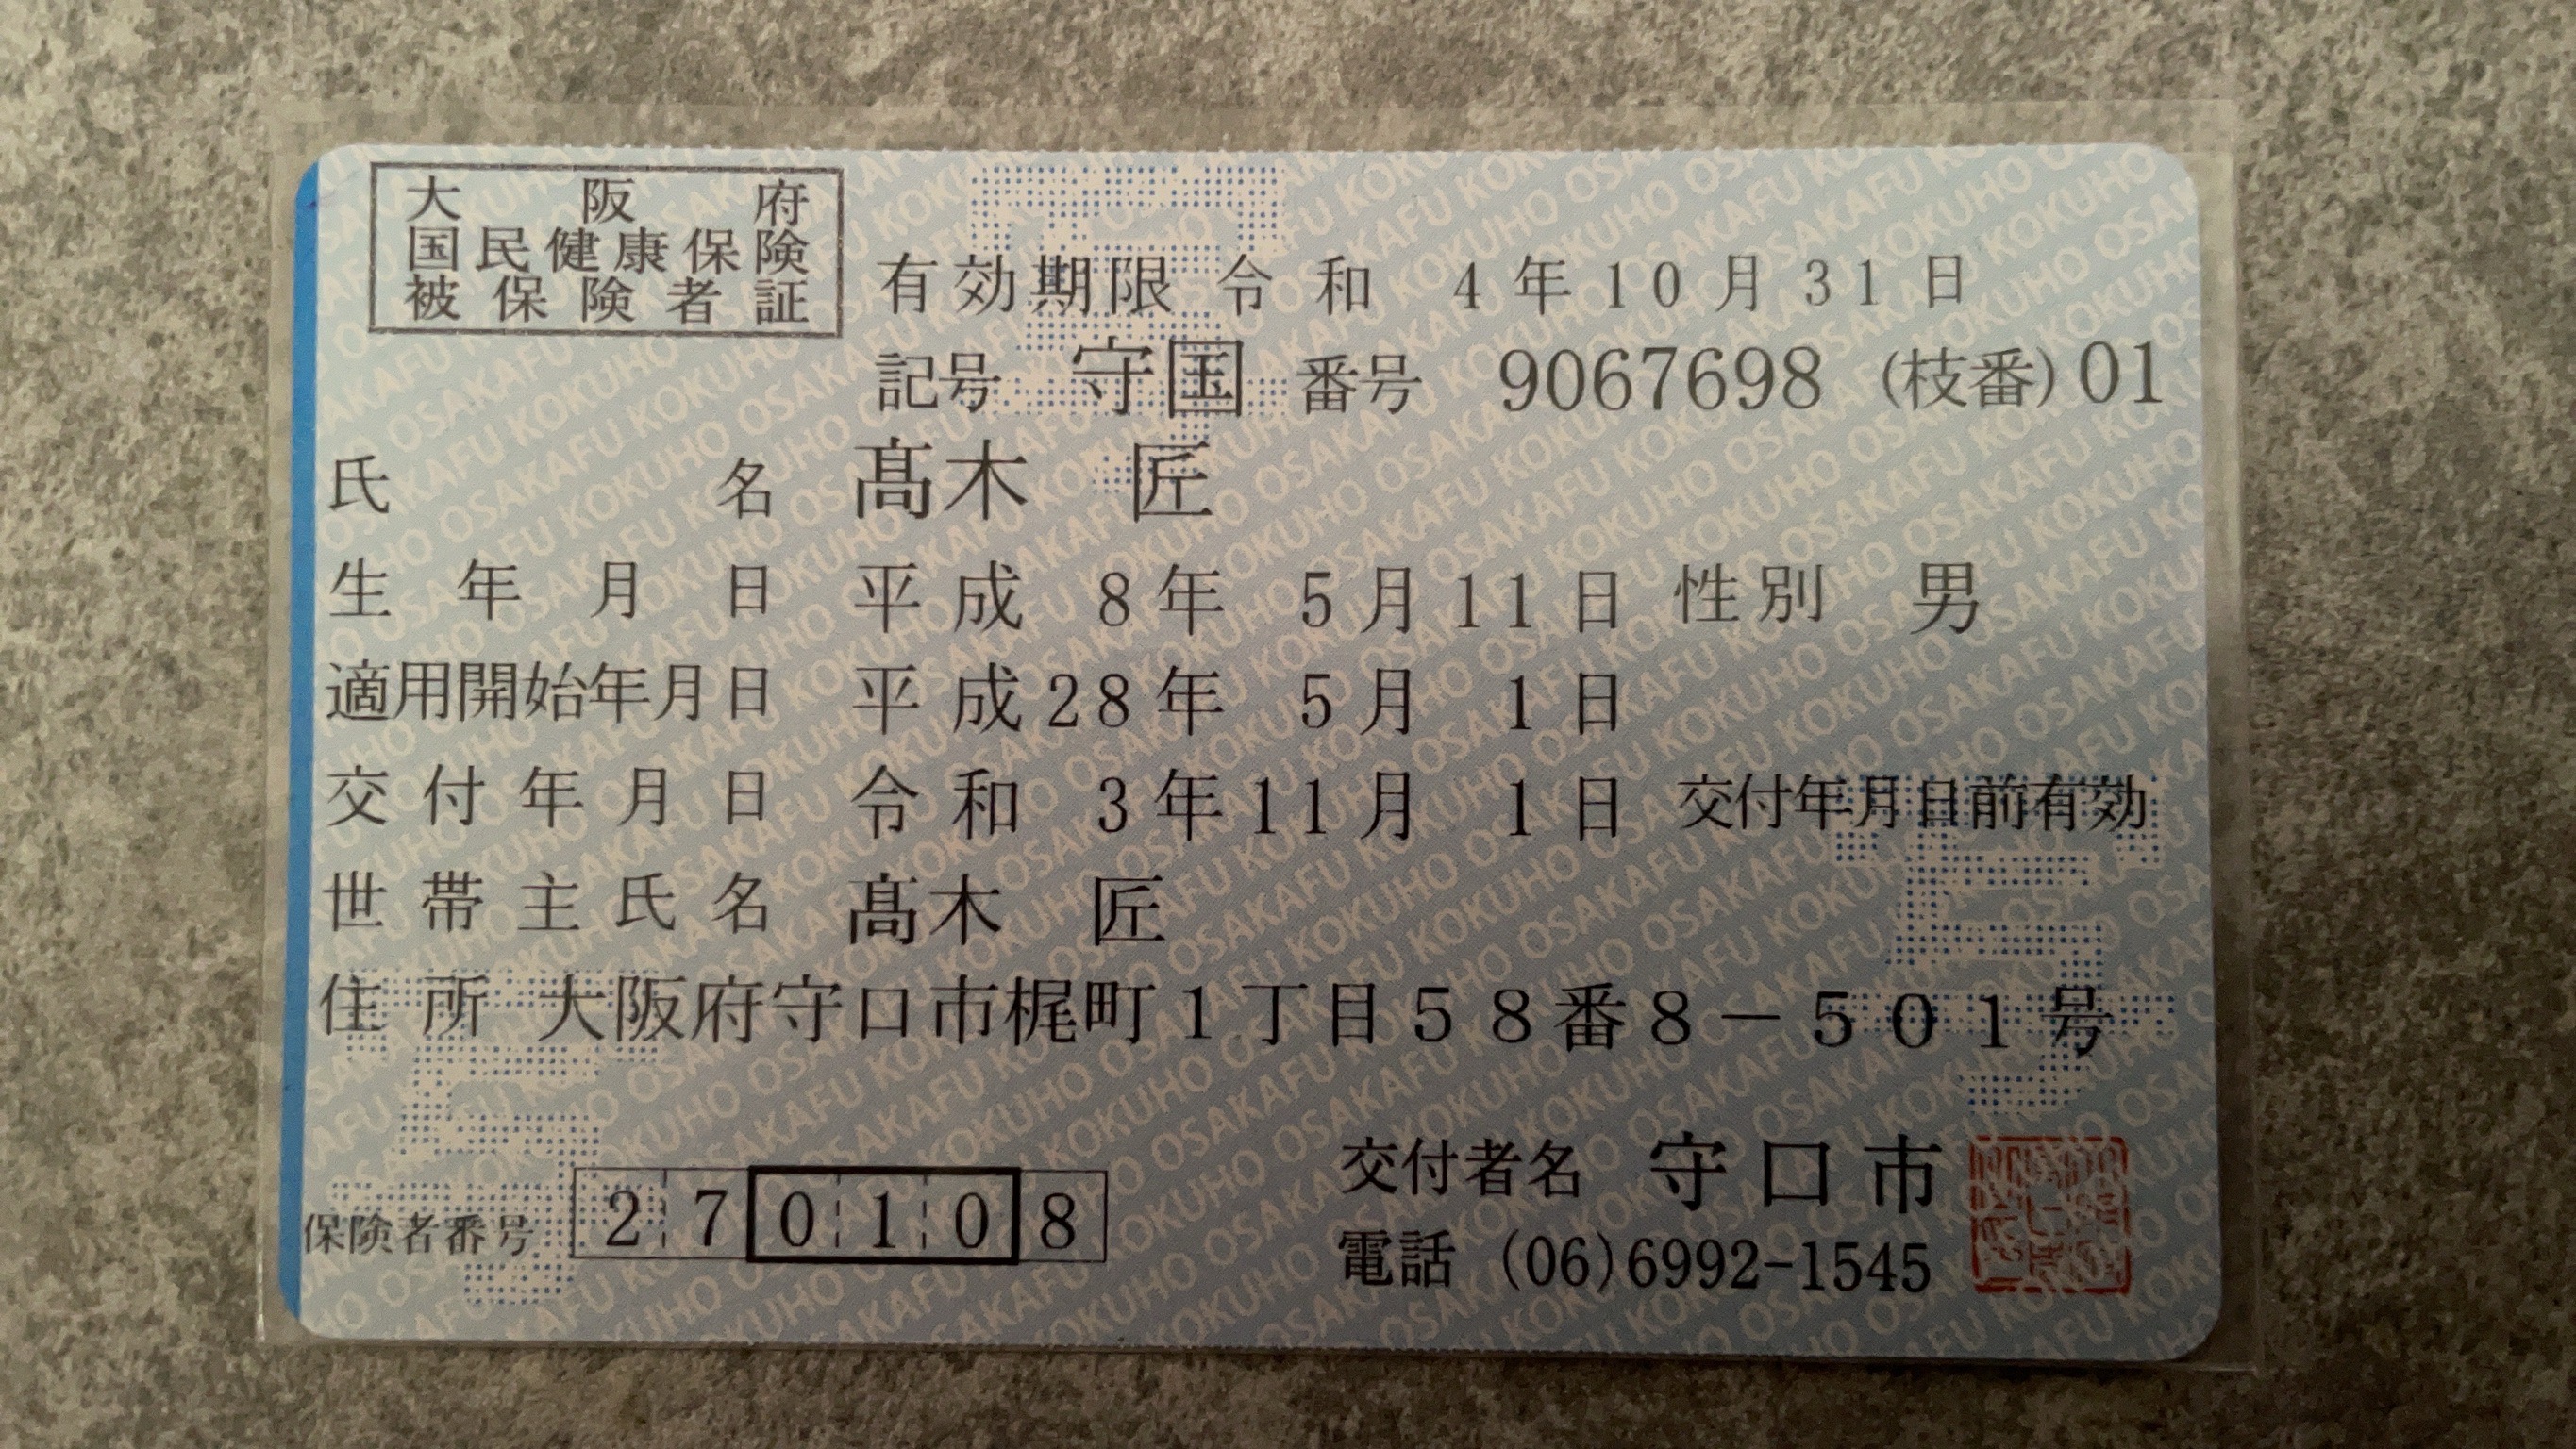 大阪府
国民健康保険
被保険者証
有効期限 令和 4年10月31日
記号 守国 番号 9067698 (枝番)01
氏名 髙木 匠
生年月日 平成 8年 5月11日 性別 男
適用開始年月日 平成28年 5月 1日
交付年月日 令和 3年11月 1日 交付年月日前有効
世帯主氏名 髙木 匠
住所 大阪府守口市梶町1丁目58番8-501号
保険者番号 270108
交付者名 守口市
電話 (06)6992-1545